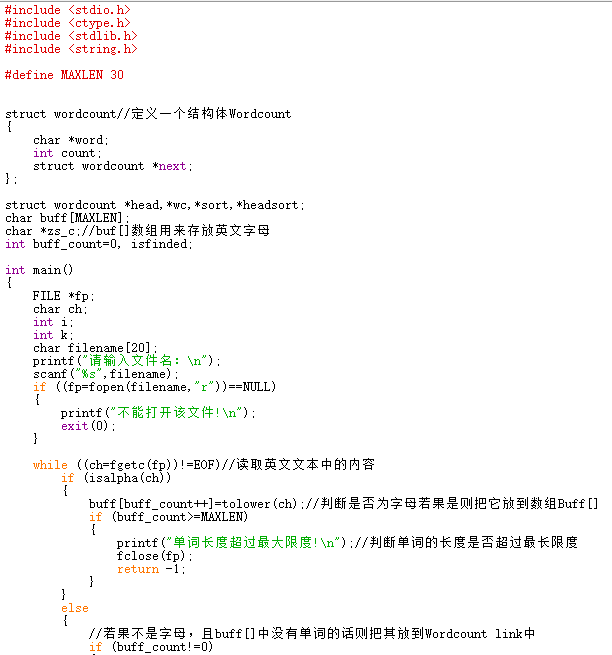 #include <stdio.h>
#include <ctype.h>
#include <stdlib.h>
#include <string.h>
#define MAXLEN 30
struct wordcount//定义一个结构体Wordcount
{
    char *word;
    int count;
    struct wordcount *next;
};
struct wordcount *head,*wc,*sort,*headsort;
char buff[MAXLEN];
char *zs_c;//buf[]数组用来存放英文字母
int buff_count=0, isfinded;
int main()
{
    FILE *fp;
    char ch;
    int i;
    int k;
    char filename[20];
    printf("请输入文件名：\n");
    scanf("%s",filename);
    if ((fp=fopen(filename,"r"))==NULL)
    {
        printf("不能打开该文件!\n");
        exit(0);
    }
    while ((ch=fgetc(fp))!=EOF)//读取英文文本中的内容
        if (isalpha(ch))
        {
            buff[buff_count++]=tolower(ch);//判断是否为字母若果是则把它放到数组Buff[]
            if (buff_count>=MAXLEN)
            {
                printf("单词长度超过最大限度!\n");//判断单词的长度是否超过最长限度
                fclose(fp);
                return -1;
            }
        }
        else
        {
            //若果不是字母，且buf[]中没有单词的话则把其放到Wordcount link中
            if (buff_count!=0)